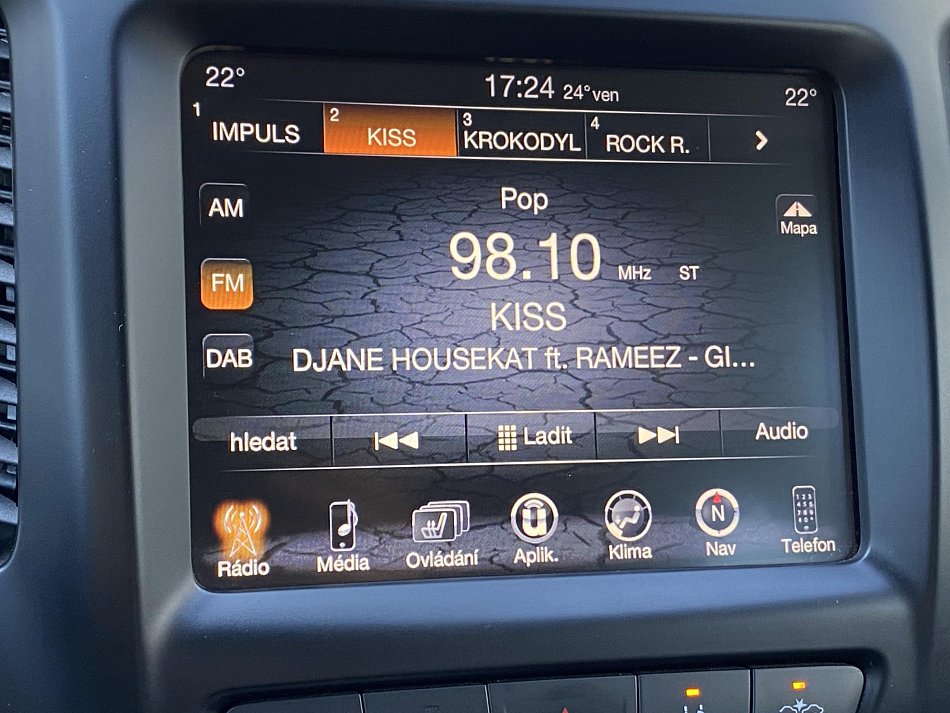 22° 17:24 24°ven 22°
1 IMPULS 2 KISS 3 KROKODYL 4 ROCK R.
AM Pop Mapa
98.10 MHz ST
FM
KISS
DAB DJANE HOUSEKAT ft. RAMEEZ - GI...
hledat Ladit Audio
Rádio Média Ovládání Aplik. Klima N Nav Telefon